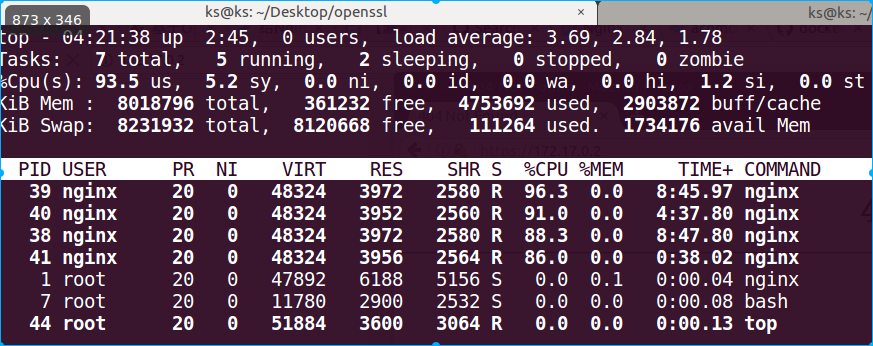 873 x 346
ks@ks: ~/Desktop/openssl × ks@ks: ~/
top - 04:21:38 up  2:45,  0 users,  load average: 3.69, 2.84, 1.78
Tasks:   7 total,   5 running,   2 sleeping,   0 stopped,   0 zombie
%Cpu(s): 93.5 us,  5.2 sy,  0.0 ni,  0.0 id,  0.0 wa,  0.0 hi,  1.2 si,  0.0 st
KiB Mem :  8018796 total,   361232 free,  4753692 used,  2903872 buff/cache
KiB Swap:  8231932 total,  8120668 free,   111264 used.  1734176 avail Mem
PID USER PR NI VIRT RES SHR S %CPU %MEM TIME+ COMMAND
39 nginx 20 0 48324 3972 2580 R 96.3 0.0 8:45.97 nginx
40 nginx 20 0 48324 3952 2560 R 91.0 0.0 4:37.80 nginx
38 nginx 20 0 48324 3972 2580 R 88.3 0.0 8:47.80 nginx
41 nginx 20 0 48324 3956 2564 R 86.0 0.0 0:38.02 nginx
1 root 20 0 47892 6188 5156 S 0.0 0.1 0:00.04 nginx
7 root 20 0 11780 2900 2532 S 0.0 0.0 0:00.08 bash
44 root 20 0 51884 3600 3064 R 0.0 0.0 0:00.13 top